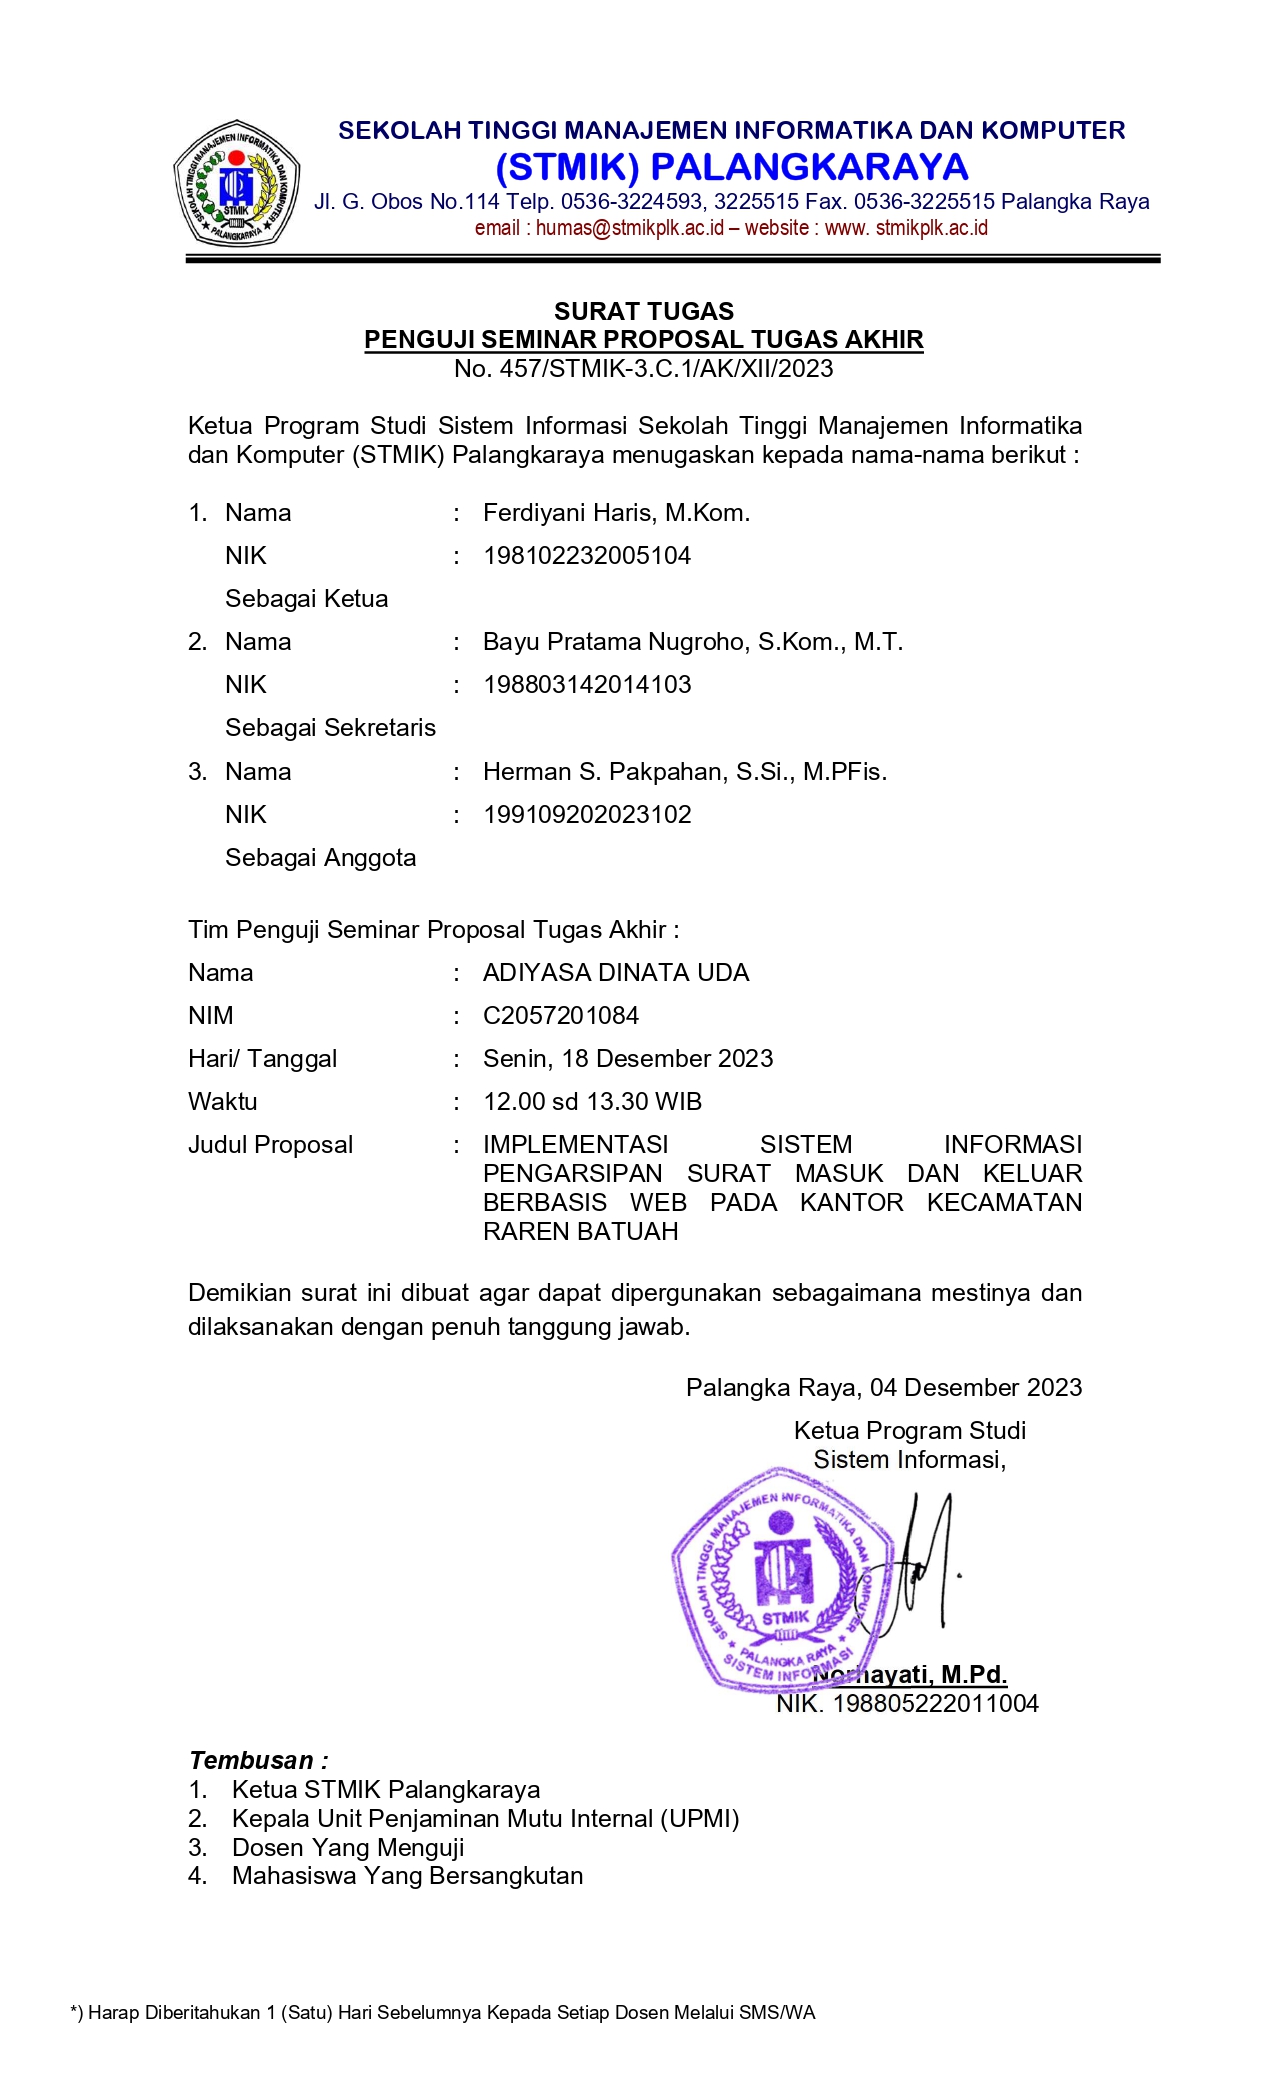 SEKOLAH TINGGI MANAJEMEN INFORMATIKA DAN KOMPUTER
(STMIK) PALANGKARAYA
Jl. G. Obos No.114 Telp. 0536-3224593, 3225515 Fax. 0536-3225515 Palangka Raya
email : humas@stmikplk.ac.id – website : www. stmikplk.ac.id
SEKOLAH TINGGI MANAJEMEN INFORMATIKA DAN KOMPUTER
STMIK
★ PALANGKARAYA ★
SURAT TUGAS
PENGUJI SEMINAR PROPOSAL TUGAS AKHIR
No. 457/STMIK-3.C.1/AK/XII/2023
Ketua Program Studi Sistem Informasi Sekolah Tinggi Manajemen Informatika
dan Komputer (STMIK) Palangkaraya menugaskan kepada nama-nama berikut :
1. Nama : Ferdiyani Haris, M.Kom.
NIK : 198102232005104
Sebagai Ketua
2. Nama : Bayu Pratama Nugroho, S.Kom., M.T.
NIK : 198803142014103
Sebagai Sekretaris
3. Nama : Herman S. Pakpahan, S.Si., M.PFis.
NIK : 199109202023102
Sebagai Anggota
Tim Penguji Seminar Proposal Tugas Akhir :
Nama : ADIYASA DINATA UDA
NIM : C2057201084
Hari/ Tanggal : Senin, 18 Desember 2023
Waktu : 12.00 sd 13.30 WIB
Judul Proposal : IMPLEMENTASI SISTEM INFORMASI
PENGARSIPAN SURAT MASUK DAN KELUAR
BERBASIS WEB PADA KANTOR KECAMATAN
RAREN BATUAH
Demikian surat ini dibuat agar dapat dipergunakan sebagaimana mestinya dan
dilaksanakan dengan penuh tanggung jawab.
Palangka Raya, 04 Desember 2023
Ketua Program Studi
Sistem Informasi,
SEKOLAH TINGGI MANAJEMEN INFORMATIKA DAN KOMPUTER
STMIK
★ PALANGKA RAYA ★
SISTEM INFORMASI
Norhayati, M.Pd.
NIK. 198805222011004
Tembusan :
1. Ketua STMIK Palangkaraya
2. Kepala Unit Penjaminan Mutu Internal (UPMI)
3. Dosen Yang Menguji
4. Mahasiswa Yang Bersangkutan
*) Harap Diberitahukan 1 (Satu) Hari Sebelumnya Kepada Setiap Dosen Melalui SMS/WA